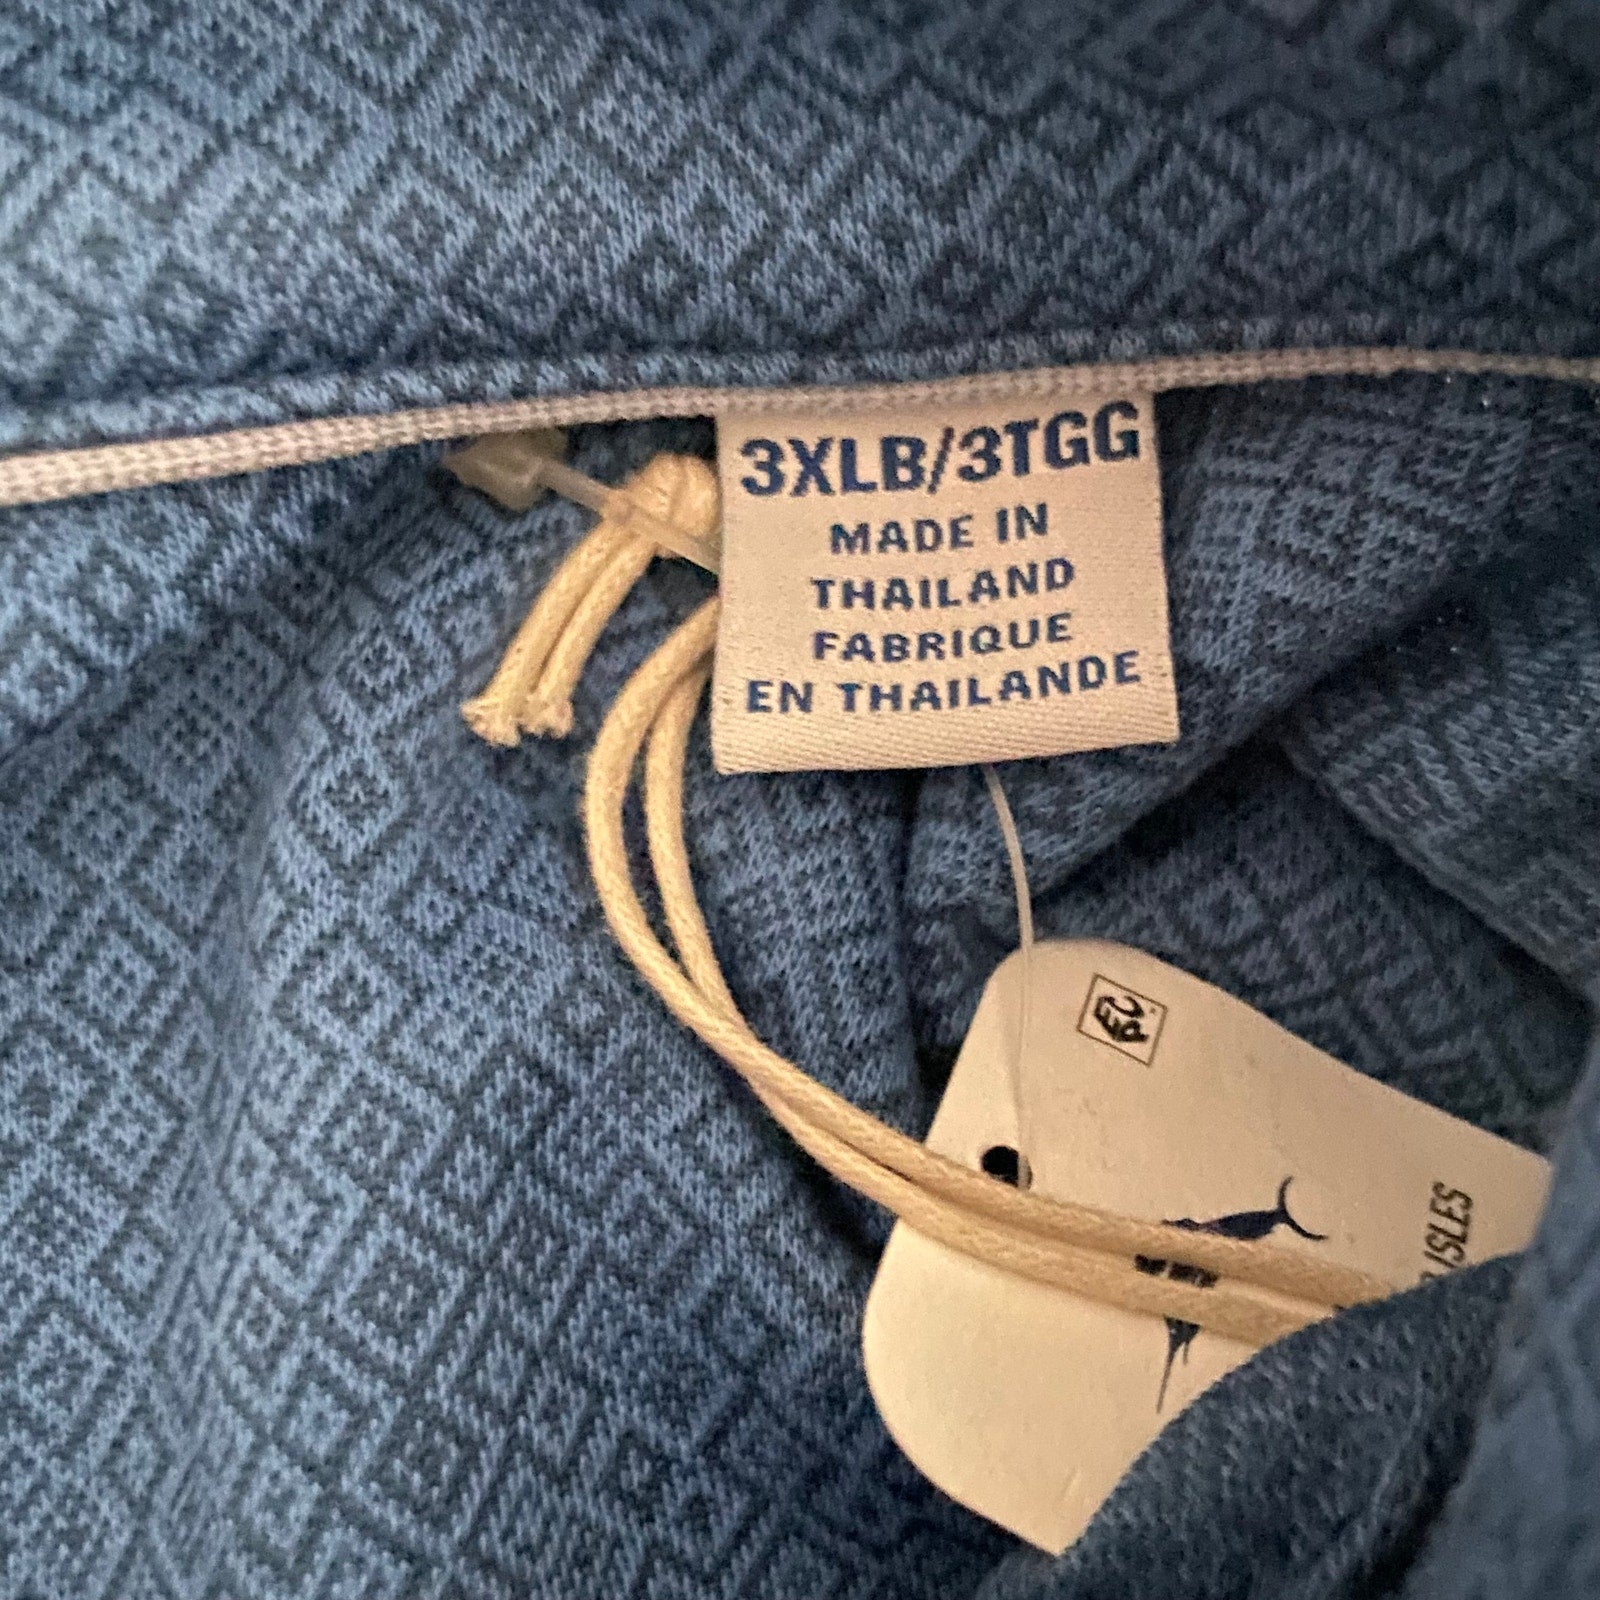 3XLB/3TGG
MADE IN
THAILAND
FABRIQUE
EN THAILANDE
ISLES